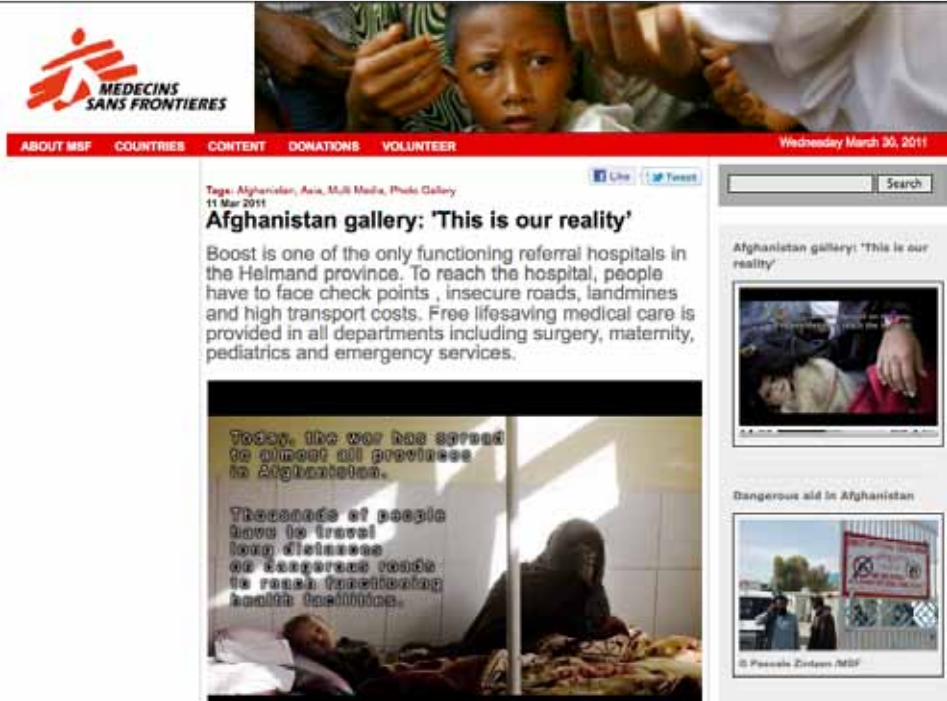 MEDECINS
SANS FRONTIERES
ABOUT MSF COUNTRIES CONTENT DONATIONS VOLUNTEER Wednesday March 30, 2011
Like Tweet
Search
Tags: Afghanistan, Asia, Multi Media, Photo Gallery
11 Mar 2011
Afghanistan gallery: 'This is our reality'
Boost is one of the only functioning referral hospitals in
the Helmand province. To reach the hospital, people
have to face check points , insecure roads, landmines
and high transport costs. Free lifesaving medical care is
provided in all departments including surgery, maternity,
pediatrics and emergency services.
Today, the war has spread
to almost all provinces
in Afghanistan.
Thousands of people
have to travel
long distances
on dangerous roads
to reach functioning
health facilities.
Afghanistan gallery: 'This is our
reality'
Dangerous aid in Afghanistan
/MSF